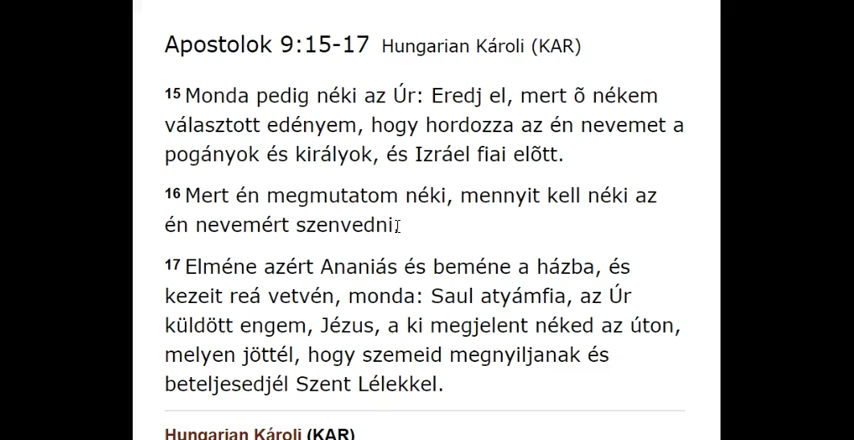 Apostolok 9:15-17 Hungarian Károli (KAR)
15 Monda pedig néki az Úr: Eredj el, mert õ nékem
választott edényem, hogy hordozza az én nevemet a
pogányok és királyok, és Izráel fiai elõtt.
16 Mert én megmutatom néki, mennyit kell néki az
én nevemért szenvedni.
17 Elméne azért Ananiás és beméne a házba, és
kezeit reá vetvén, monda: Saul atyámfia, az Úr
küldött engem, Jézus, a ki megjelent néked az úton,
melyen jöttél, hogy szemeid megnyiljanak és
beteljesedjél Szent Lélekkel.
Hungarian Károli (KAR)